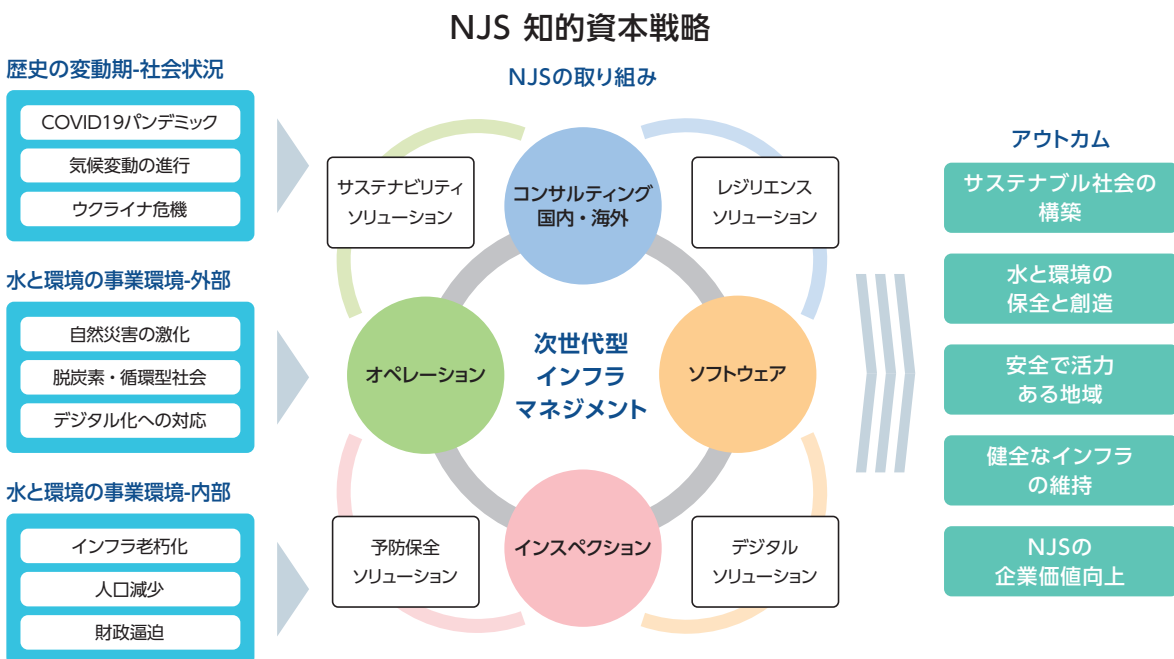 NJS 知的資本戦略
歴史の変動期-社会状況
COVID19パンデミック
気候変動の進行
ウクライナ危機
水と環境の事業環境-外部
自然災害の激化
脱炭素・循環型社会
デジタル化への対応
水と環境の事業環境-内部
インフラ老朽化
人口減少
財政逼迫
NJSの取り組み
サステナビリティ
ソリューション
コンサルティング
国内・海外
レジリエンス
ソリューション
オペレーション
次世代型
インフラ
マネジメント
ソフトウェア
予防保全
ソリューション
インスペクション
デジタル
ソリューション
アウトカム
サステナブル社会の
構築
水と環境の
保全と創造
安全で活力
ある地域
健全なインフラ
の維持
NJSの
企業価値向上